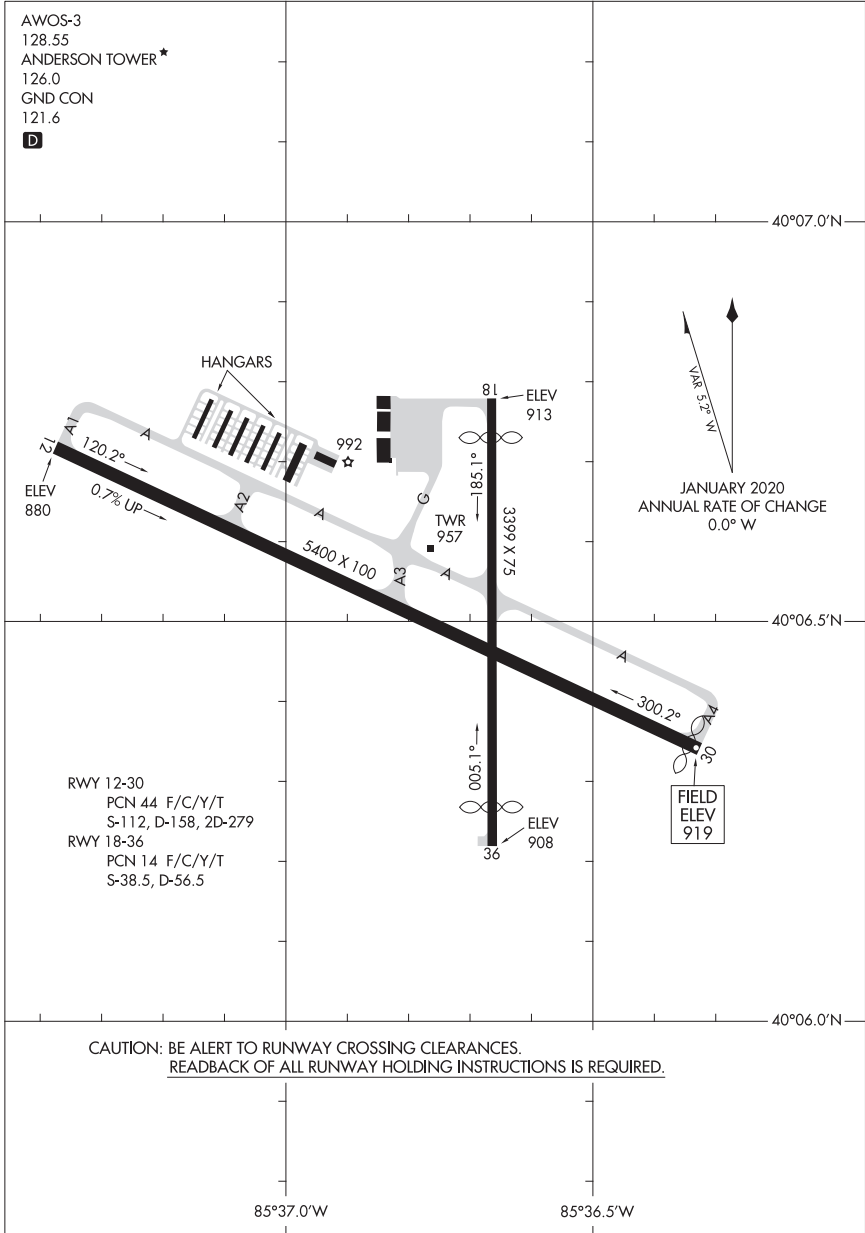 AWOS-3
128.55
ANDERSON TOWER★
126.0
GND CON
121.6
D
40°07.0'N
HANGARS
18
ELEV
913
VAR 5.2° W
992
A1
A
12
120.2°
ELEV
880
0.7% UP
A2
A
G
185.1°
JANUARY 2020
ANNUAL RATE OF CHANGE
0.0° W
TWR
957
3399 X 75
5400 X 100
A3
A
40°06.5'N
A
300.2°
A4
30
005.1°
RWY 12-30
PCN 44 F/C/Y/T
S-112, D-158, 2D-279
RWY 18-36
PCN 14 F/C/Y/T
S-38.5, D-56.5
FIELD
ELEV
919
ELEV
908
36
40°06.0'N
CAUTION: BE ALERT TO RUNWAY CROSSING CLEARANCES.
READBACK OF ALL RUNWAY HOLDING INSTRUCTIONS IS REQUIRED.
85°37.0'W
85°36.5'W